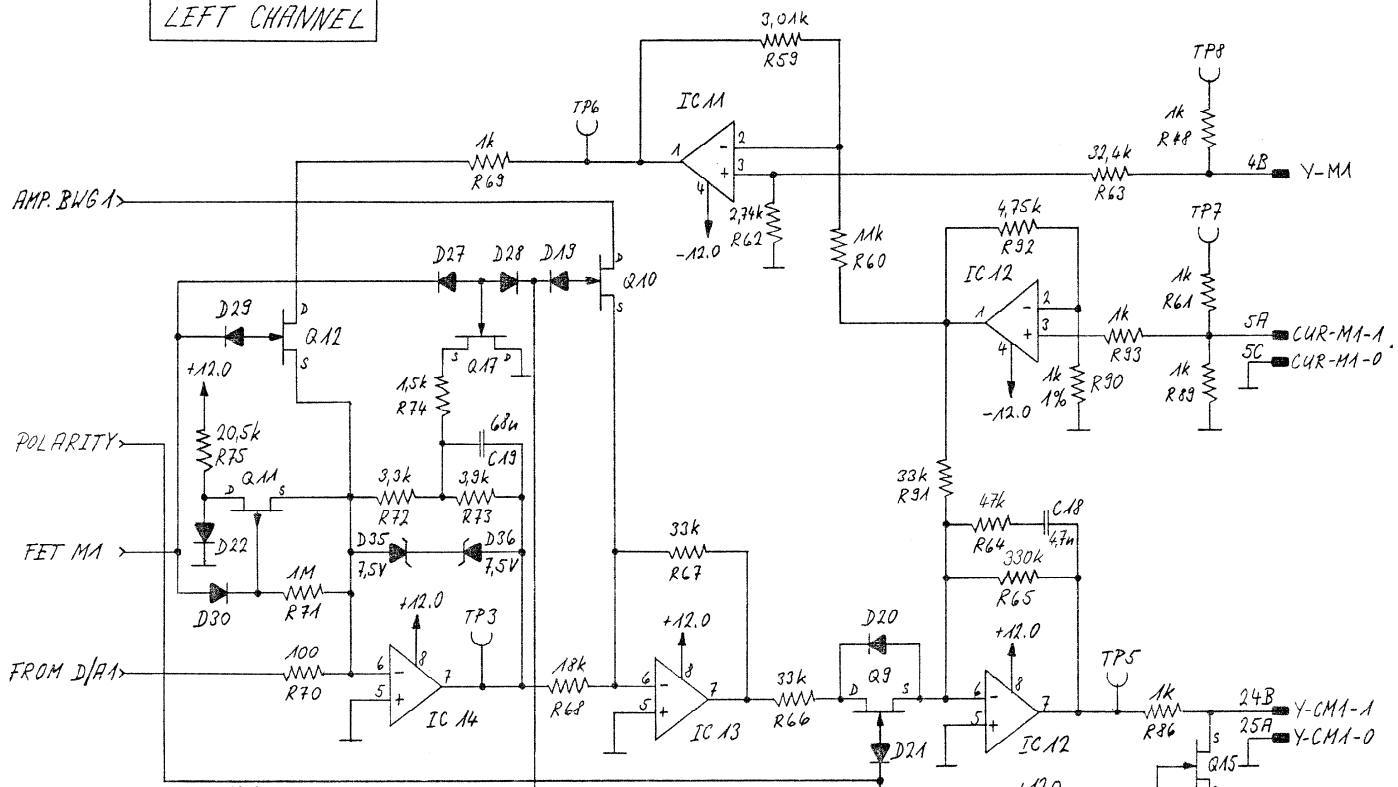 LEFT CHANNEL
3,01k
R59
TP8
IC11
TP6
1k
R48
1k
R69
1
2
3
4
-12.0
32,4k
R63
4B
Y-M1
AMP. BWG1
2,74k
R62
4,75k
R92
TP7
11k
R60
D27
D28
D19
D
Q10
S
IC12
1
2
3
4
-12.0
1k
R61
1k
R93
5A
CUR-M1-1
5C
CUR-M1-0
D29
D
Q12
S
S
D
Q17
1k
1%
R90
1k
R89
+12.0
1,5k
R74
68n
C19
POLARITY
20,5k
R75
Q11
D
S
3,3k
R72
3,9k
R73
33k
R91
47k
R64
C18
4,7n
FET M1
D22
D35
7,5V
D36
7,5V
33k
R67
330k
R65
D30
1M
R71
+12.0
TP3
+12.0
D20
+12.0
TP5
FROM D/A1
100
R70
6
5
8
7
IC14
18k
R68
6
5
8
7
IC13
33k
R66
D
Q9
S
6
5
8
7
IC12
1k
R86
24B
Y-CM1-1
25A
Y-CM1-0
D21
S
Q15
+12.0